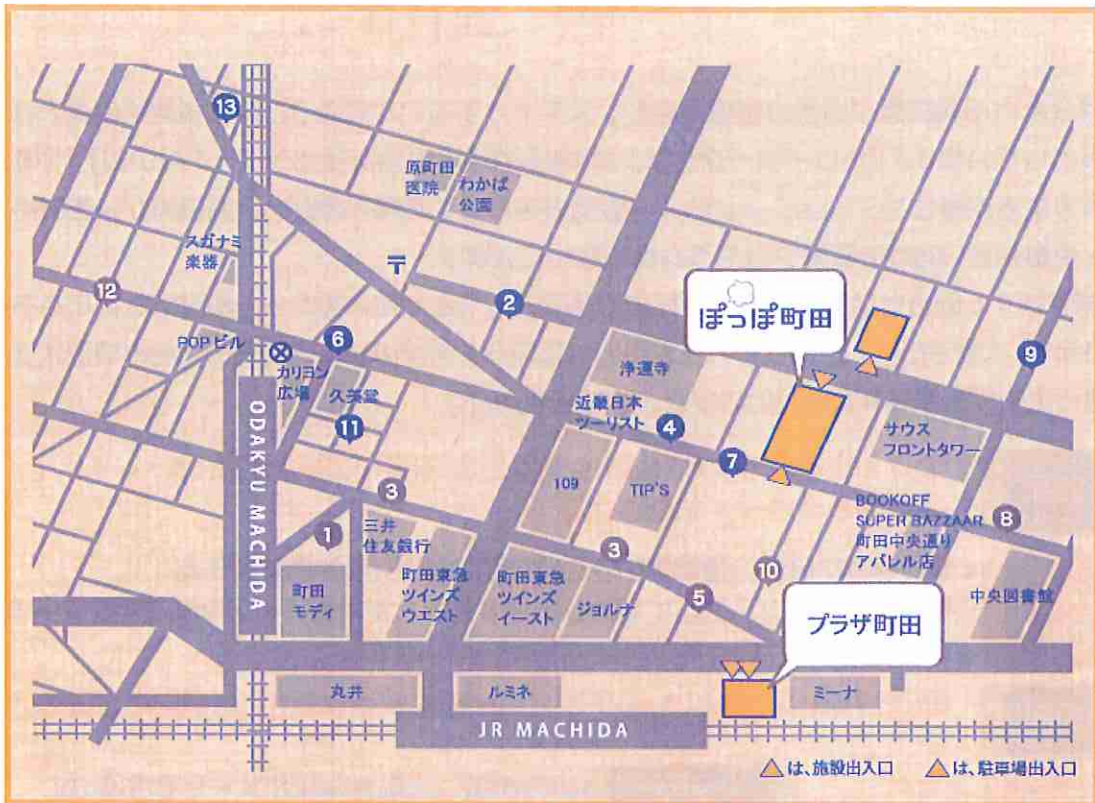 13
原町田
医院
わかば
公園
スガナミ
楽器
〒
12
2
ぽっぽ町田
POPビル
6
9
カリヨン
広場
久美堂
浄運寺
11
近畿日本
ツーリスト
4
サウス
フロントタワー
7
ODAKYU MACHIDA
3
109
TIP'S
BOOKOFF
SUPER BAZZAAR
町田中央通り
アパレル店
8
1
三井
住友銀行
3
10
町田
モディ
町田東急
ツインズ
ウエスト
町田東急
ツインズ
イースト
ジョルナ
5
中央図書館
プラザ町田
丸井
ルミネ
ミーナ
JR MACHIDA
は、施設出入口 は、駐車場出入口